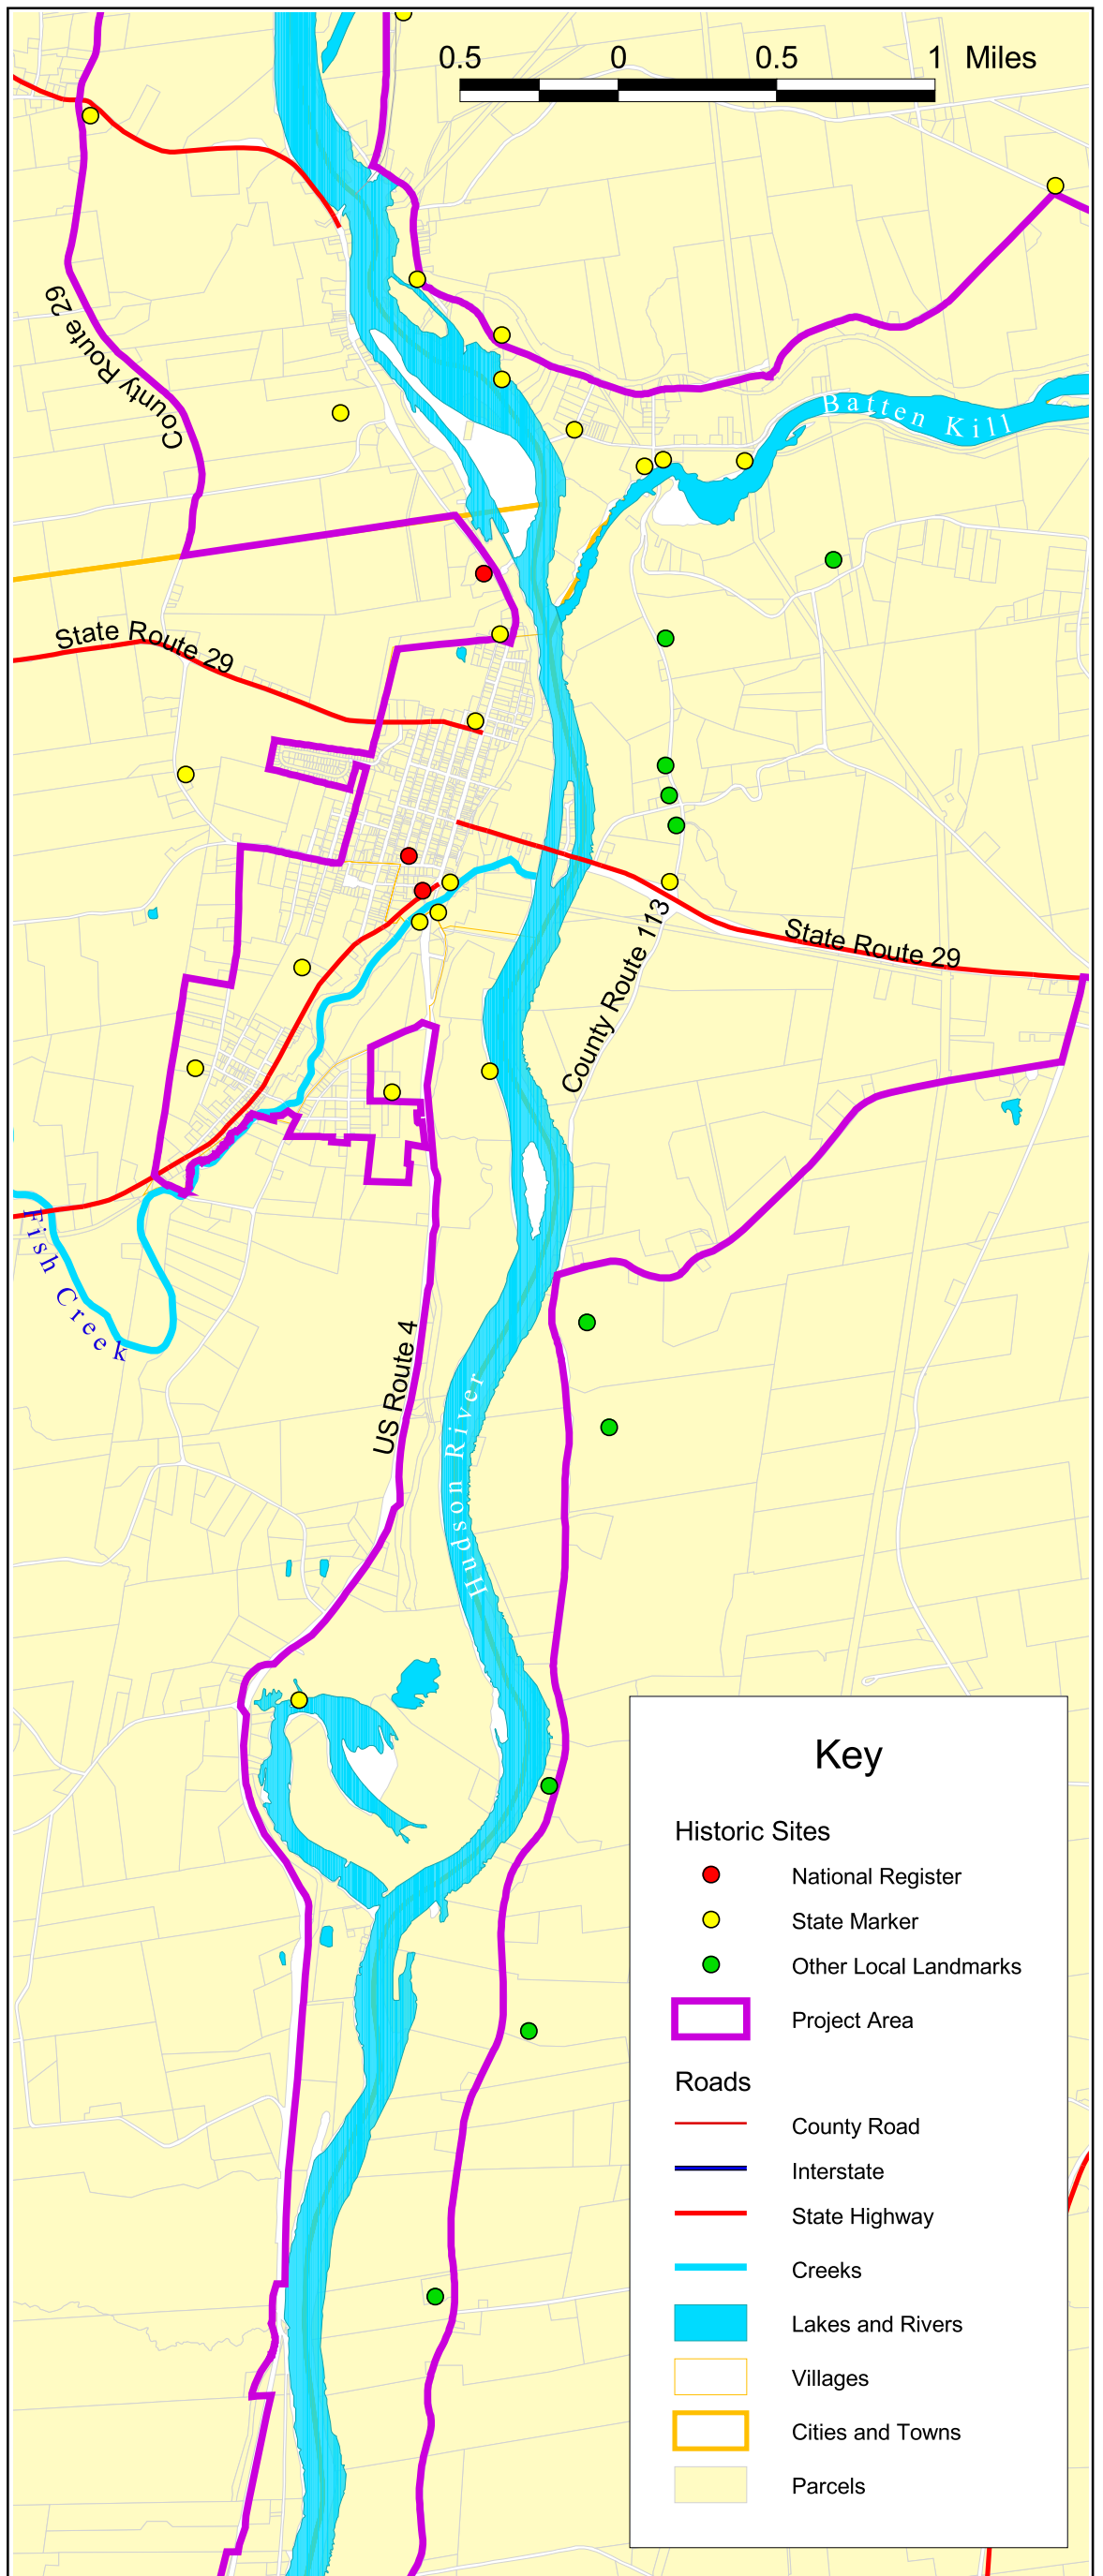 0.5 0 0.5 1 Miles
County Route 29
Batten Kill
State Route 29
State Route 29
County Route 113
Fish Creek
US Route 4
Hudson River
Key
Historic Sites
National Register
State Marker
Other Local Landmarks
Project Area
Roads
County Road
Interstate
State Highway
Creeks
Lakes and Rivers
Villages
Cities and Towns
Parcels